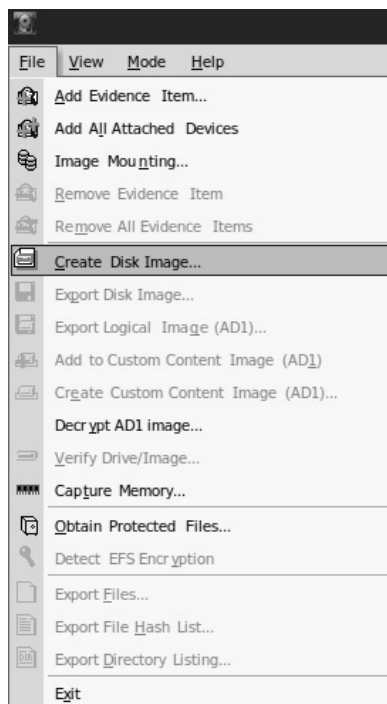 File View Mode Help
Add Evidence Item...
Add All Attached Devices
Image Mounting...
Remove Evidence Item
Remove All Evidence Items
Create Disk Image...
Export Disk Image...
Export Logical Image (AD1)...
Add to Custom Content Image (AD1)
Create Custom Content Image (AD1)...
Decrypt AD1 image...
Verify Drive/Image...
Capture Memory...
Obtain Protected Files...
Detect EFS Encryption
Export Files...
Export File Hash List...
Export Directory Listing...
Exit